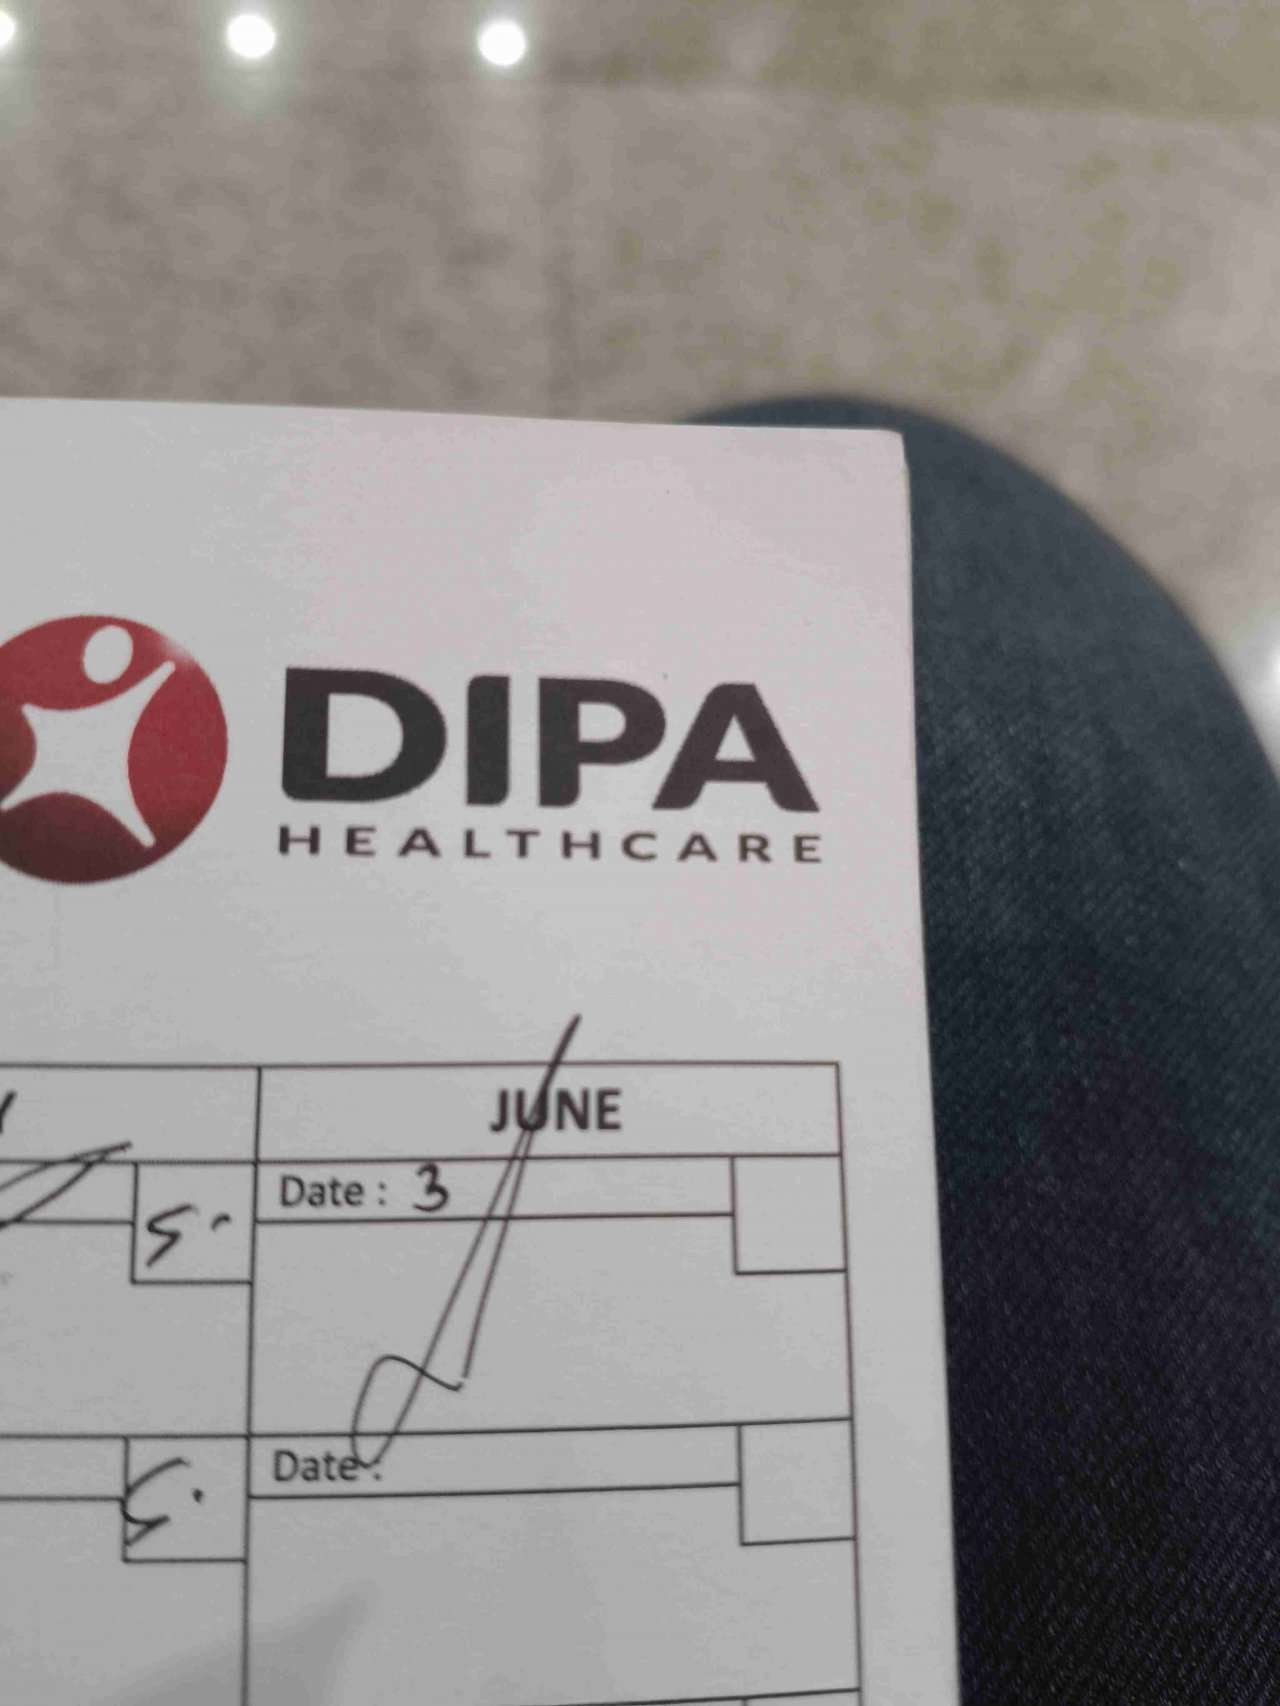 DIPA
HEALTHCARE
JUNE
Date : 3
Date :